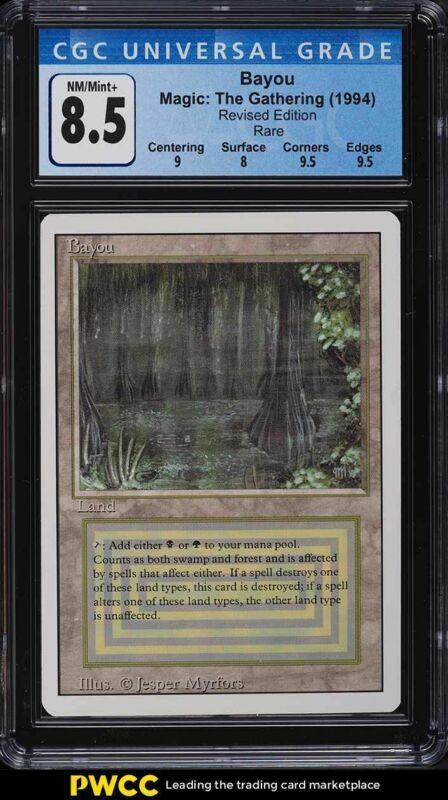 CGC UNIVERSAL GRADE
NM/Mint+
8.5
Bayou
Magic: The Gathering (1994)
Revised Edition
Rare
Centering Surface Corners Edges
9 8 9.5 9.5
Bayou
Land
: Add either or to your mana pool.
Counts as both swamp and forest and is affected
by spells that affect either. If a spell destroys one
of these land types, this card is destroyed; if a spell
alters one of these land types, the other land type
is unaffected.
Illus. © Jesper Myrfors
PWCC Leading the trading card marketplace